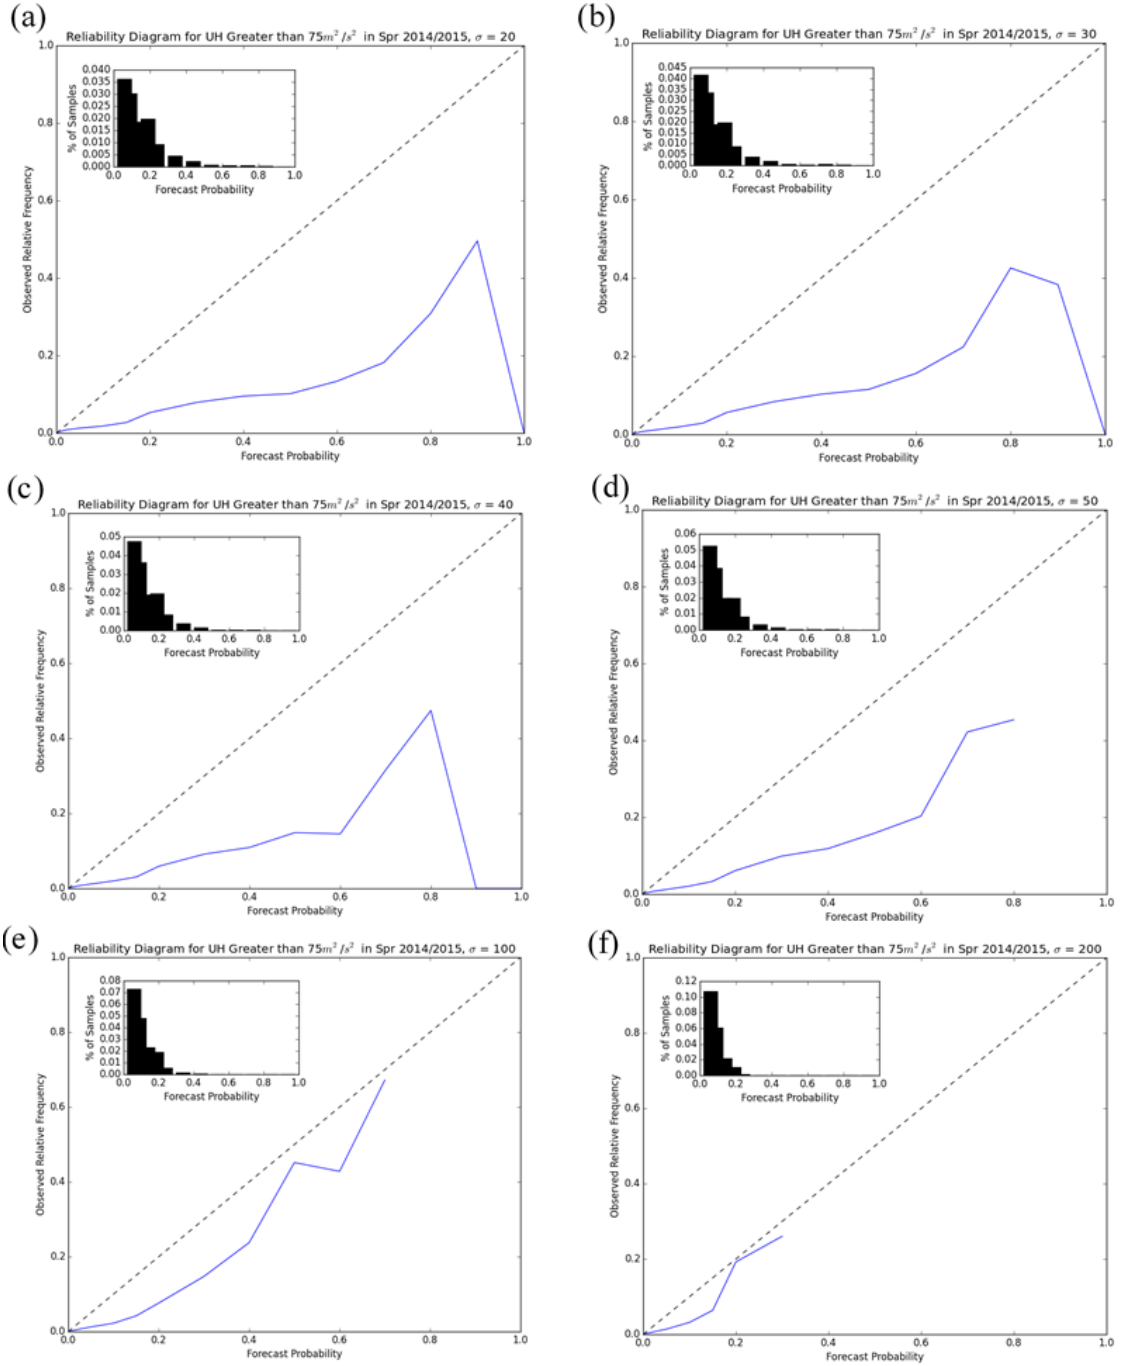 (a)
Reliability Diagram for UH Greater than 75m²/s² in Spr 2014/2015, σ = 20
1.0
0.8
0.6
0.4
0.2
0.0
Observed Relative Frequency
0.040
0.035
0.030
0.025
0.020
0.015
0.010
0.005
0.000
% of Samples
0.0 0.2 0.4 0.6 0.8 1.0
Forecast Probability
0.0 0.2 0.4 0.6 0.8 1.0
Forecast Probability
(b)
Reliability Diagram for UH Greater than 75m²/s² in Spr 2014/2015, σ = 30
1.0
0.8
0.6
0.4
0.2
0.0
Observed Relative Frequency
0.045
0.040
0.035
0.030
0.025
0.020
0.015
0.010
0.005
0.000
% of Samples
0.0 0.2 0.4 0.6 0.8 1.0
Forecast Probability
0.0 0.2 0.4 0.6 0.8 1.0
Forecast Probability
(c)
Reliability Diagram for UH Greater than 75m²/s² in Spr 2014/2015, σ = 40
1.0
0.8
0.6
0.4
0.2
0.0
Observed Relative Frequency
0.05
0.04
0.03
0.02
0.01
0.00
% of Samples
0.0 0.2 0.4 0.6 0.8 1.0
Forecast Probability
0.0 0.2 0.4 0.6 0.8 1.0
Forecast Probability
(d)
Reliability Diagram for UH Greater than 75m²/s² in Spr 2014/2015, σ = 50
1.0
0.8
0.6
0.4
0.2
0.0
Observed Relative Frequency
0.06
0.05
0.04
0.03
0.02
0.01
0.00
% of Samples
0.0 0.2 0.4 0.6 0.8 1.0
Forecast Probability
0.0 0.2 0.4 0.6 0.8 1.0
Forecast Probability
(e)
Reliability Diagram for UH Greater than 75m²/s² in Spr 2014/2015, σ = 100
1.0
0.8
0.6
0.4
0.2
0.0
Observed Relative Frequency
0.08
0.07
0.06
0.05
0.04
0.03
0.02
0.01
0.00
% of Samples
0.0 0.2 0.4 0.6 0.8 1.0
Forecast Probability
0.0 0.2 0.4 0.6 0.8 1.0
Forecast Probability
(f)
Reliability Diagram for UH Greater than 75m²/s² in Spr 2014/2015, σ = 200
1.0
0.8
0.6
0.4
0.2
0.0
Observed Relative Frequency
0.12
0.10
0.08
0.06
0.04
0.02
0.00
% of Samples
0.0 0.2 0.4 0.6 0.8 1.0
Forecast Probability
0.0 0.2 0.4 0.6 0.8 1.0
Forecast Probability